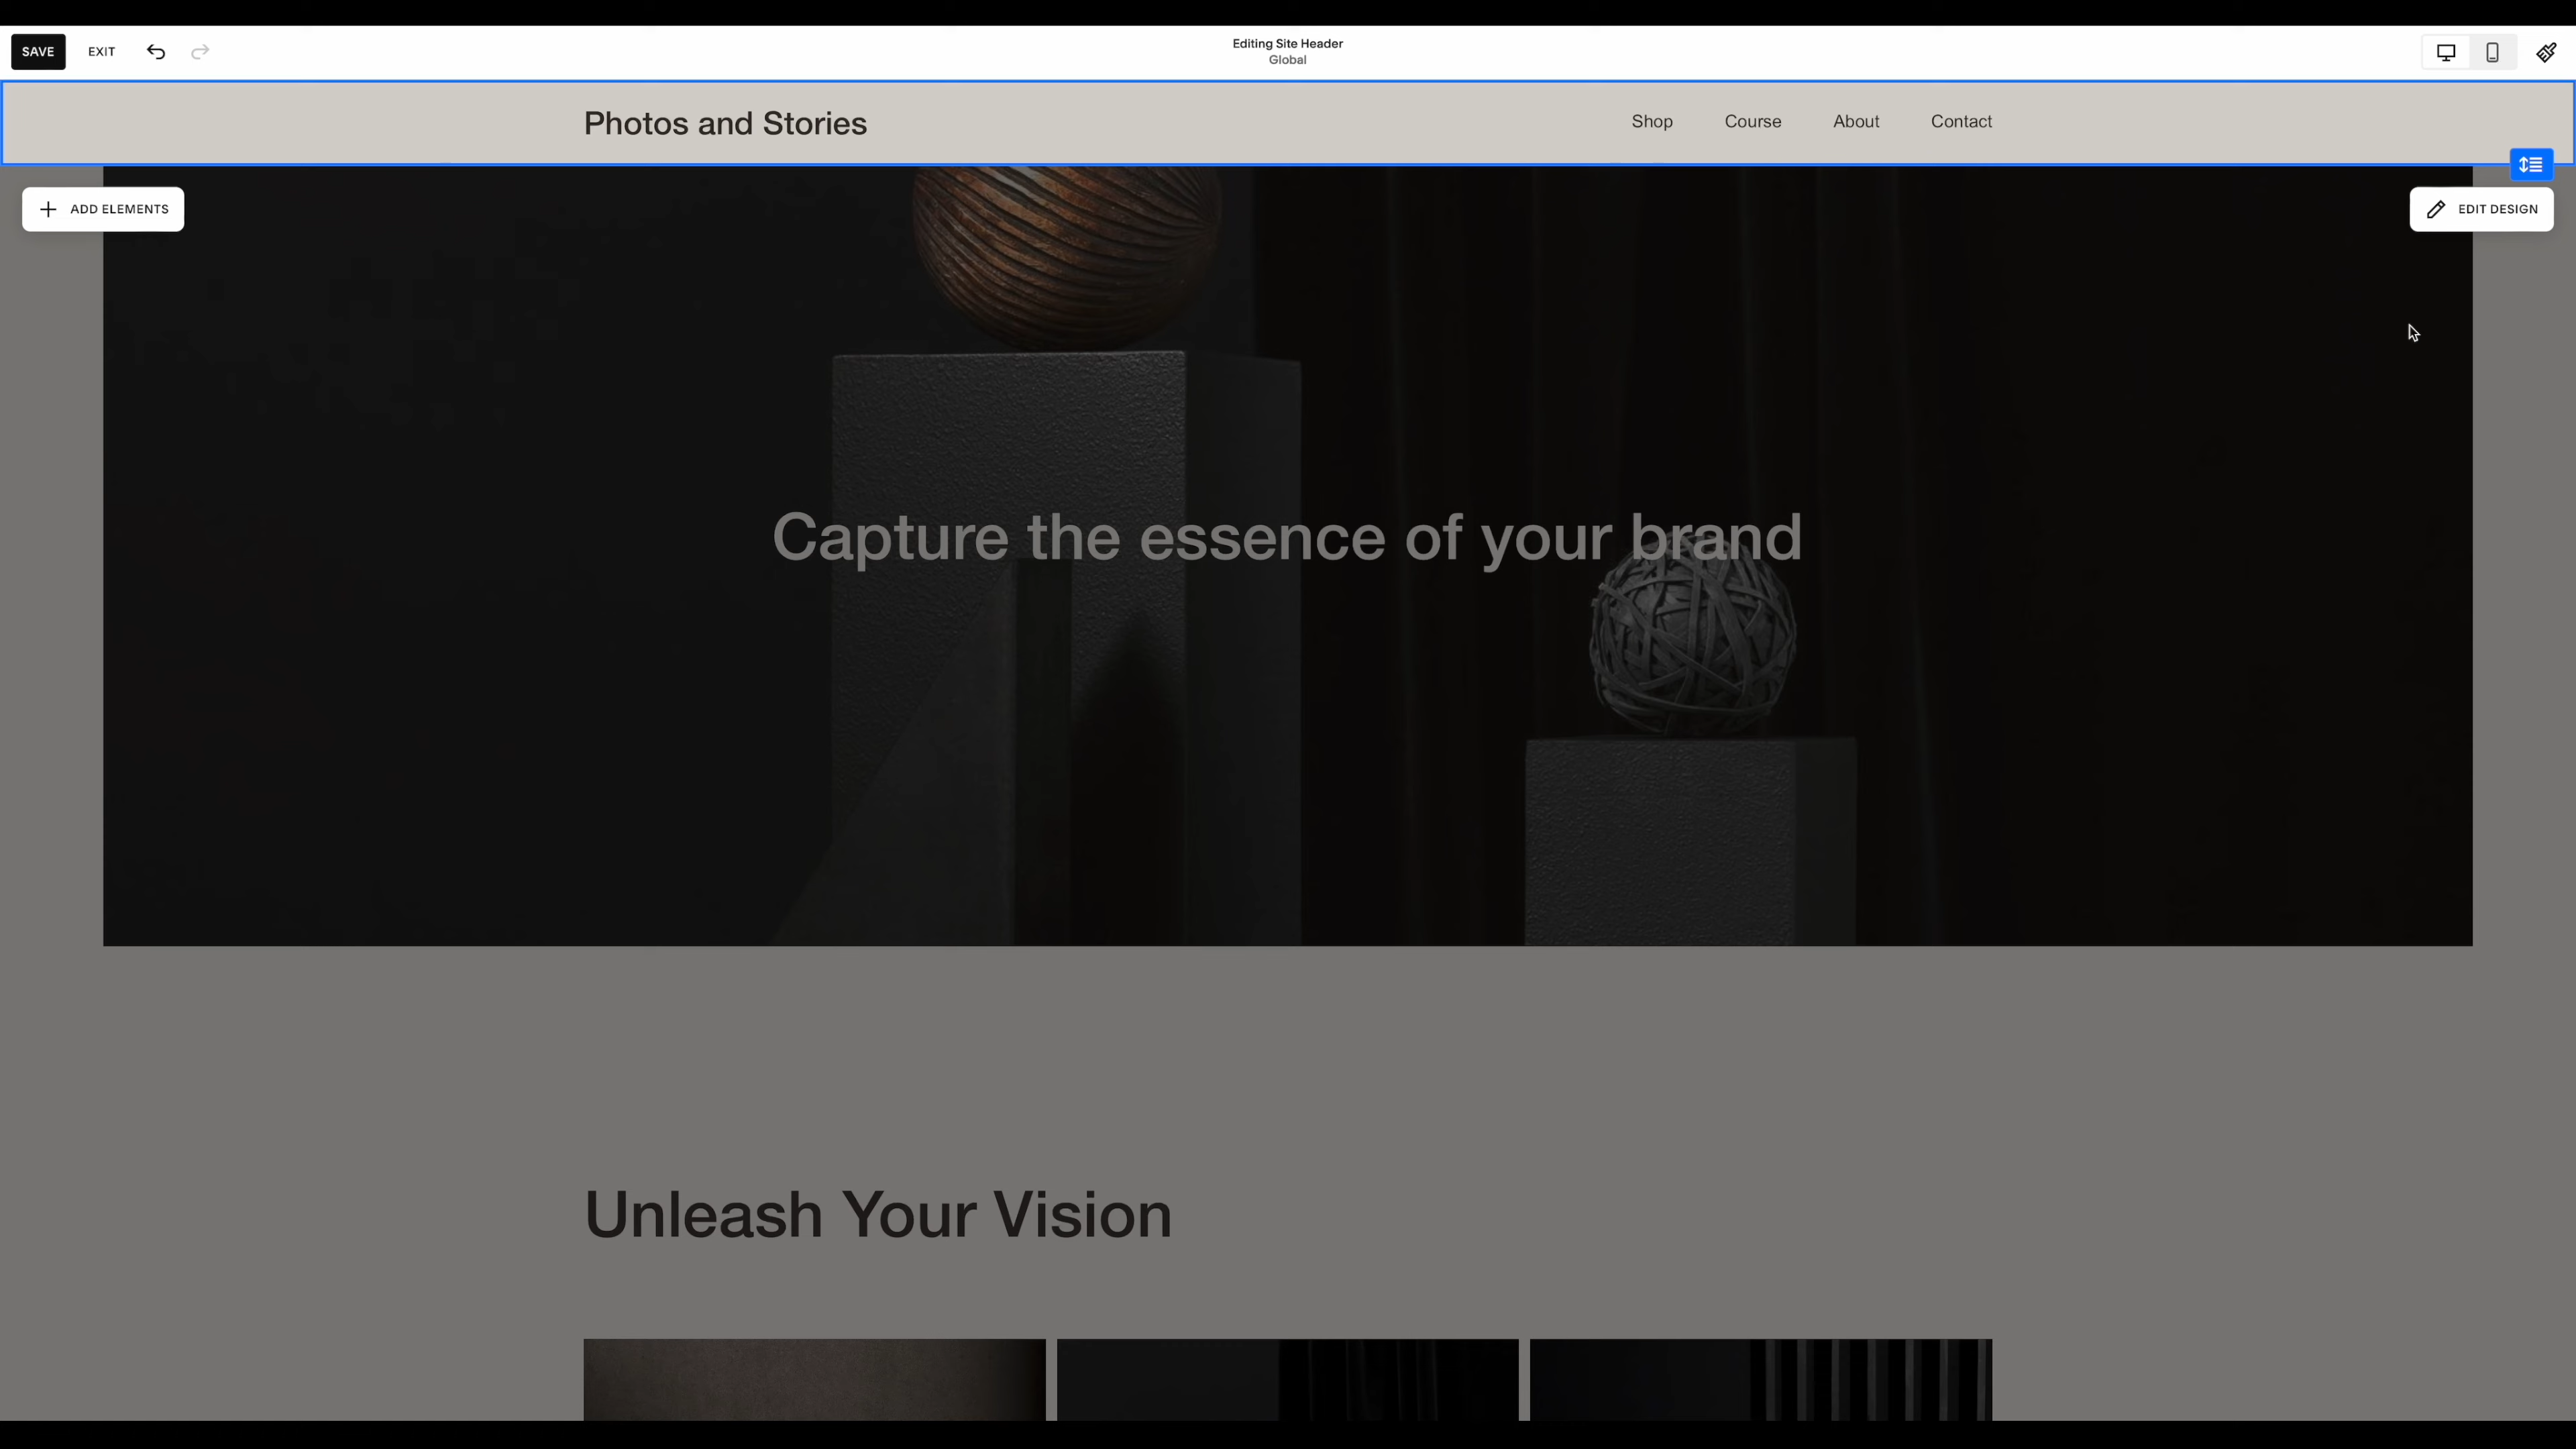 SAVE EXIT
Editing Site Header
Global
Photos and Stories
Shop Course About Contact
ADD ELEMENTS
EDIT DESIGN
Capture the essence of your brand
Unleash Your Vision